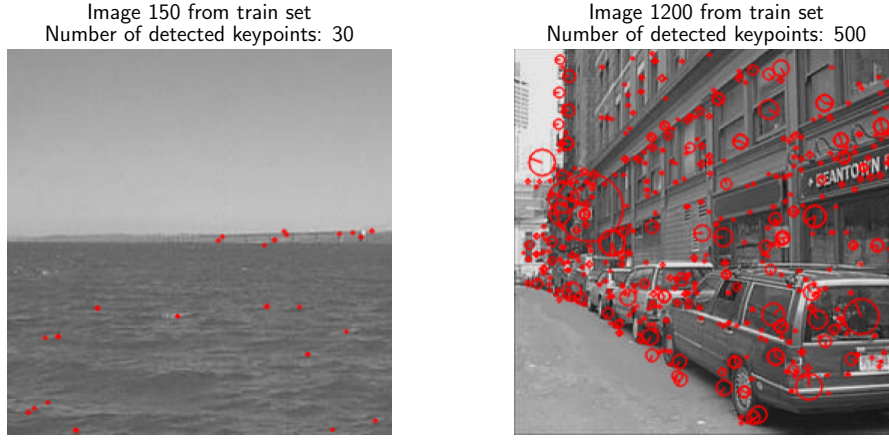 Image 150 from train set
Number of detected keypoints: 30
Image 1200 from train set
Number of detected keypoints: 500
BEANTOWN